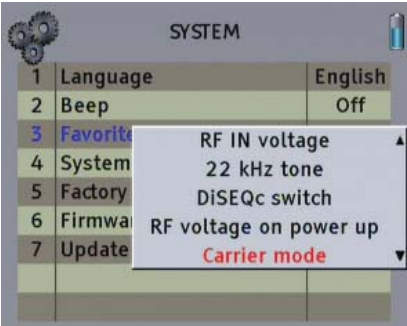 SYSTEM
1 Language English
2 Beep Off
3 Favorite
4 System
5 Factory
6 Firmwa
7 Update
RF IN voltage
22 kHz tone
DiSEQc switch
RF voltage on power up
Carrier mode